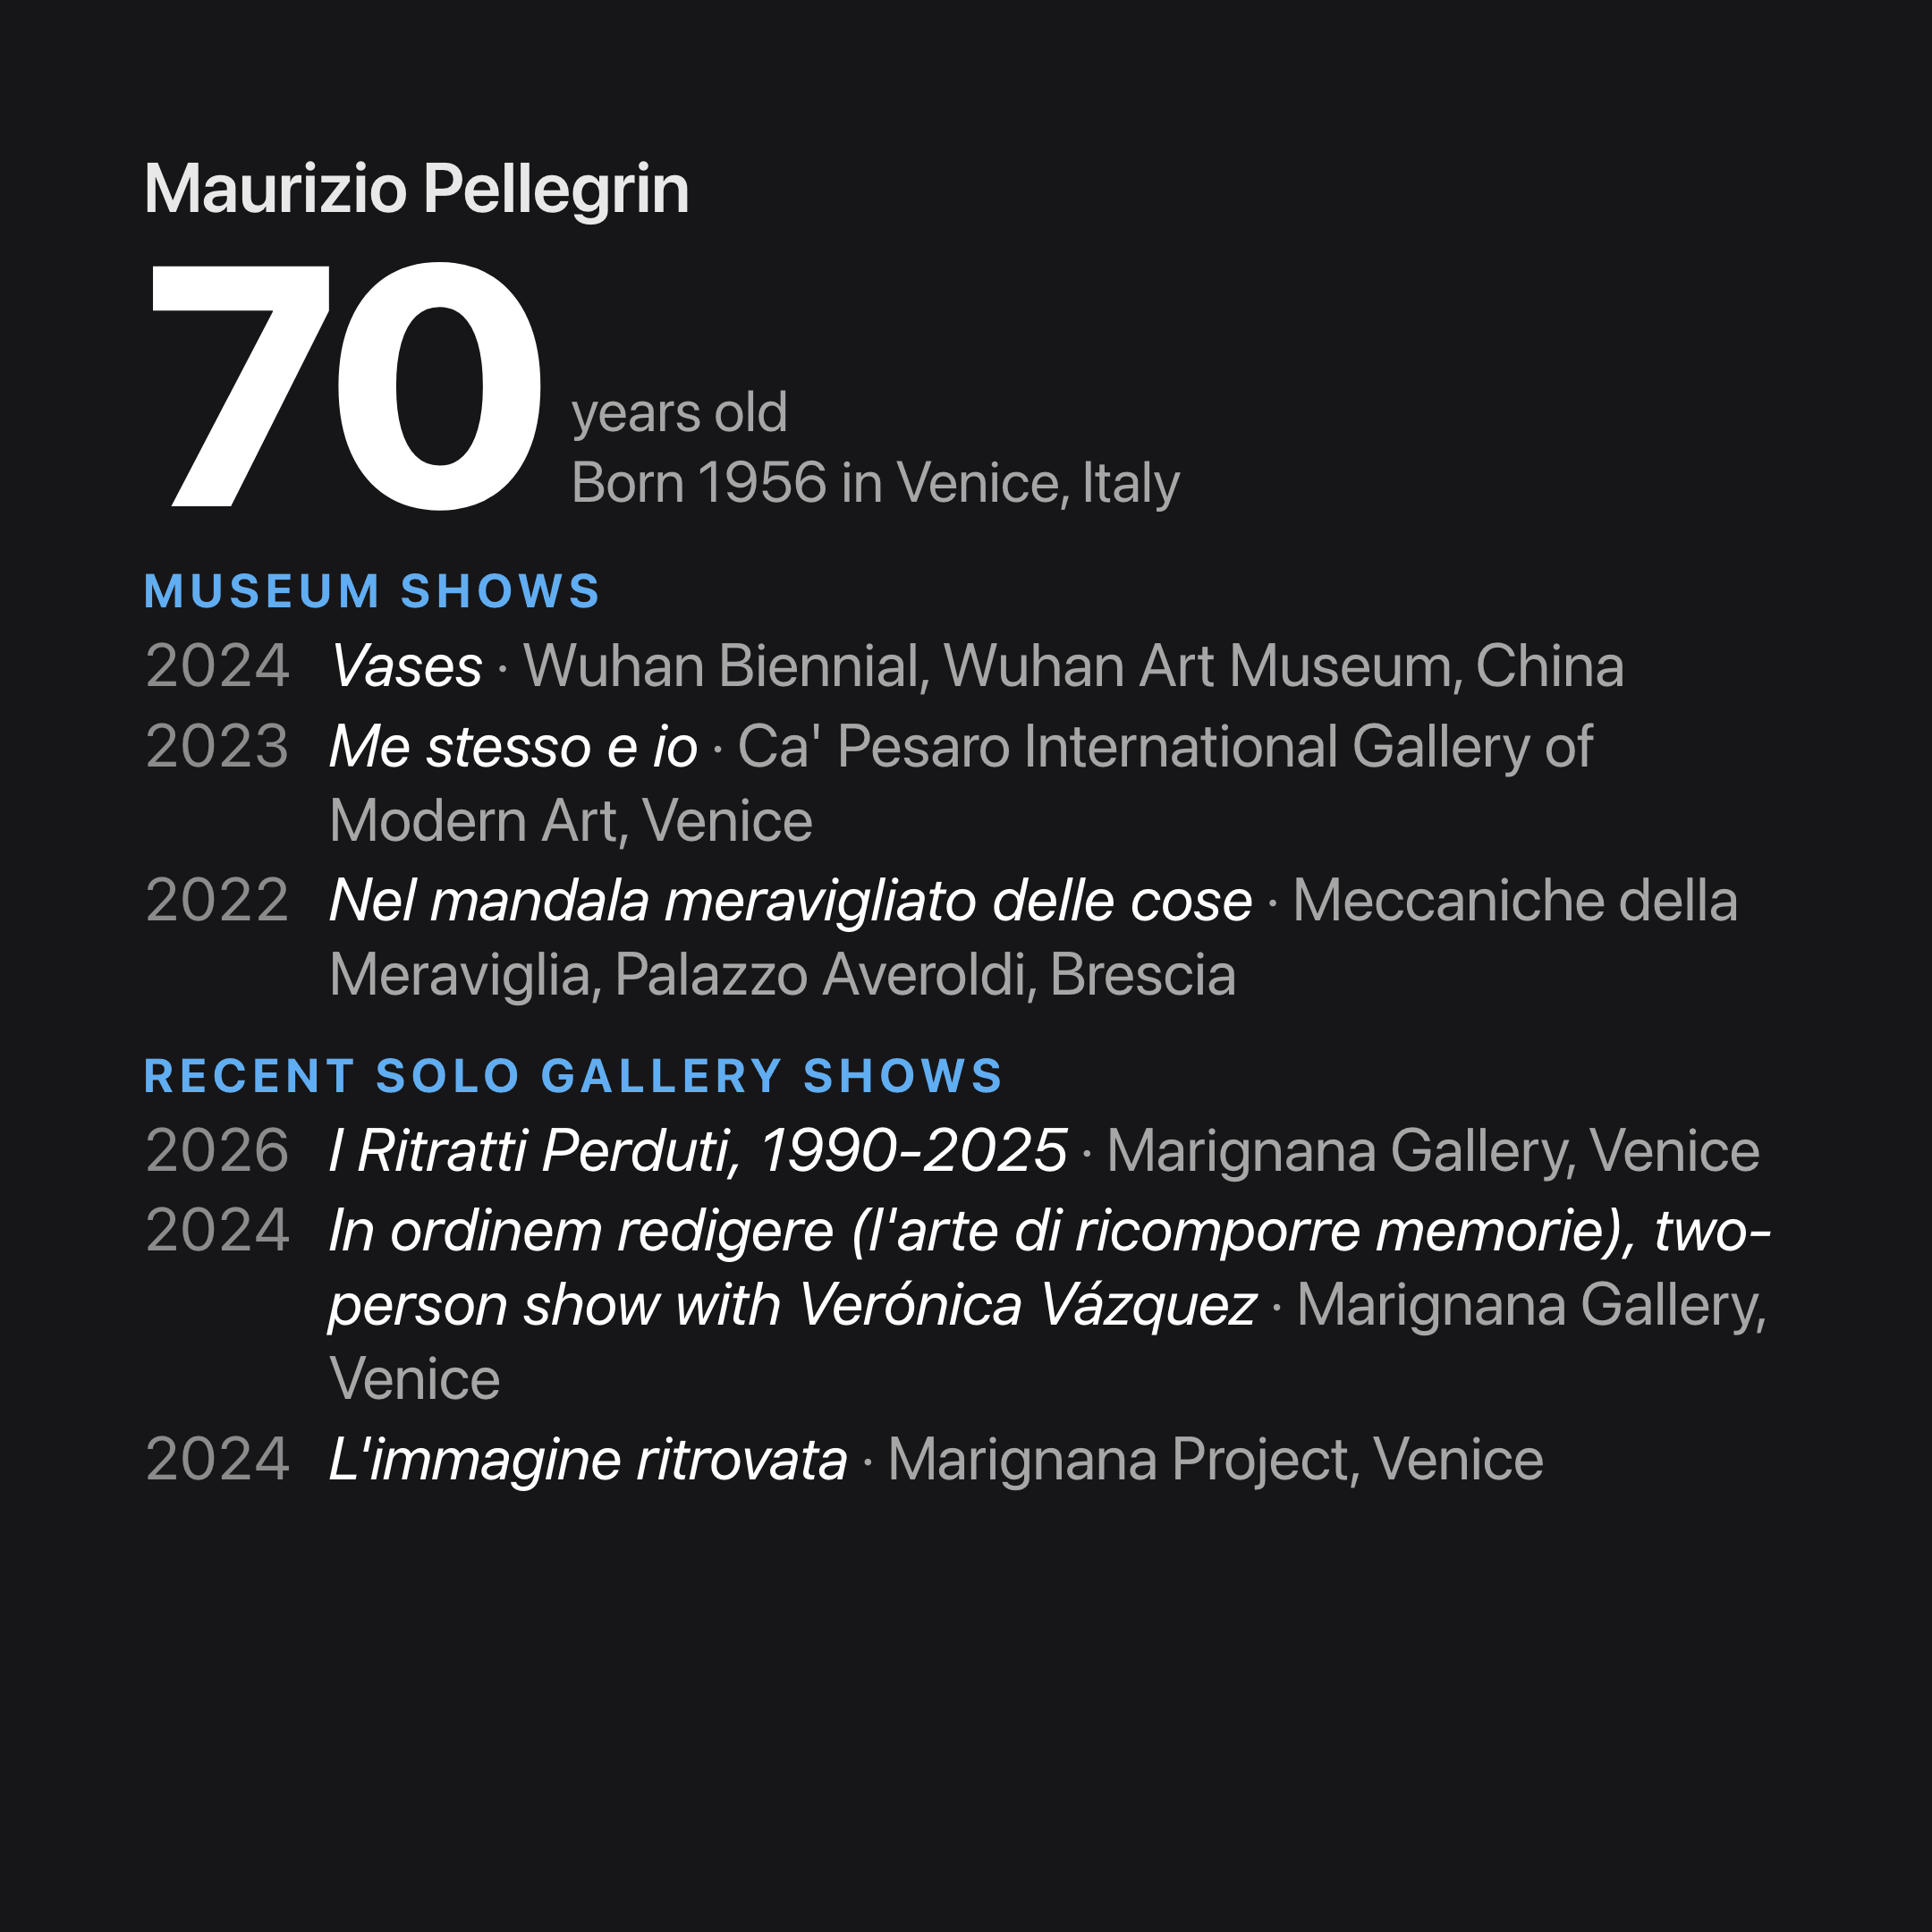 Maurizio Pellegrin
70 years old
Born 1956 in Venice, Italy
MUSEUM SHOWS
2024 Vases · Wuhan Biennial, Wuhan Art Museum, China
2023 Me stesso e io · Ca' Pesaro International Gallery of
Modern Art, Venice
2022 Nel mandala meravigliato delle cose · Meccaniche della
Meraviglia, Palazzo Averoldi, Brescia
RECENT SOLO GALLERY SHOWS
2026 I Ritratti Perduti, 1990-2025 · Marignana Gallery, Venice
2024 In ordinem redigere (l'arte di ricomporre memorie), two-
person show with Verónica Vázquez · Marignana Gallery,
Venice
2024 L'immagine ritrovata · Marignana Project, Venice